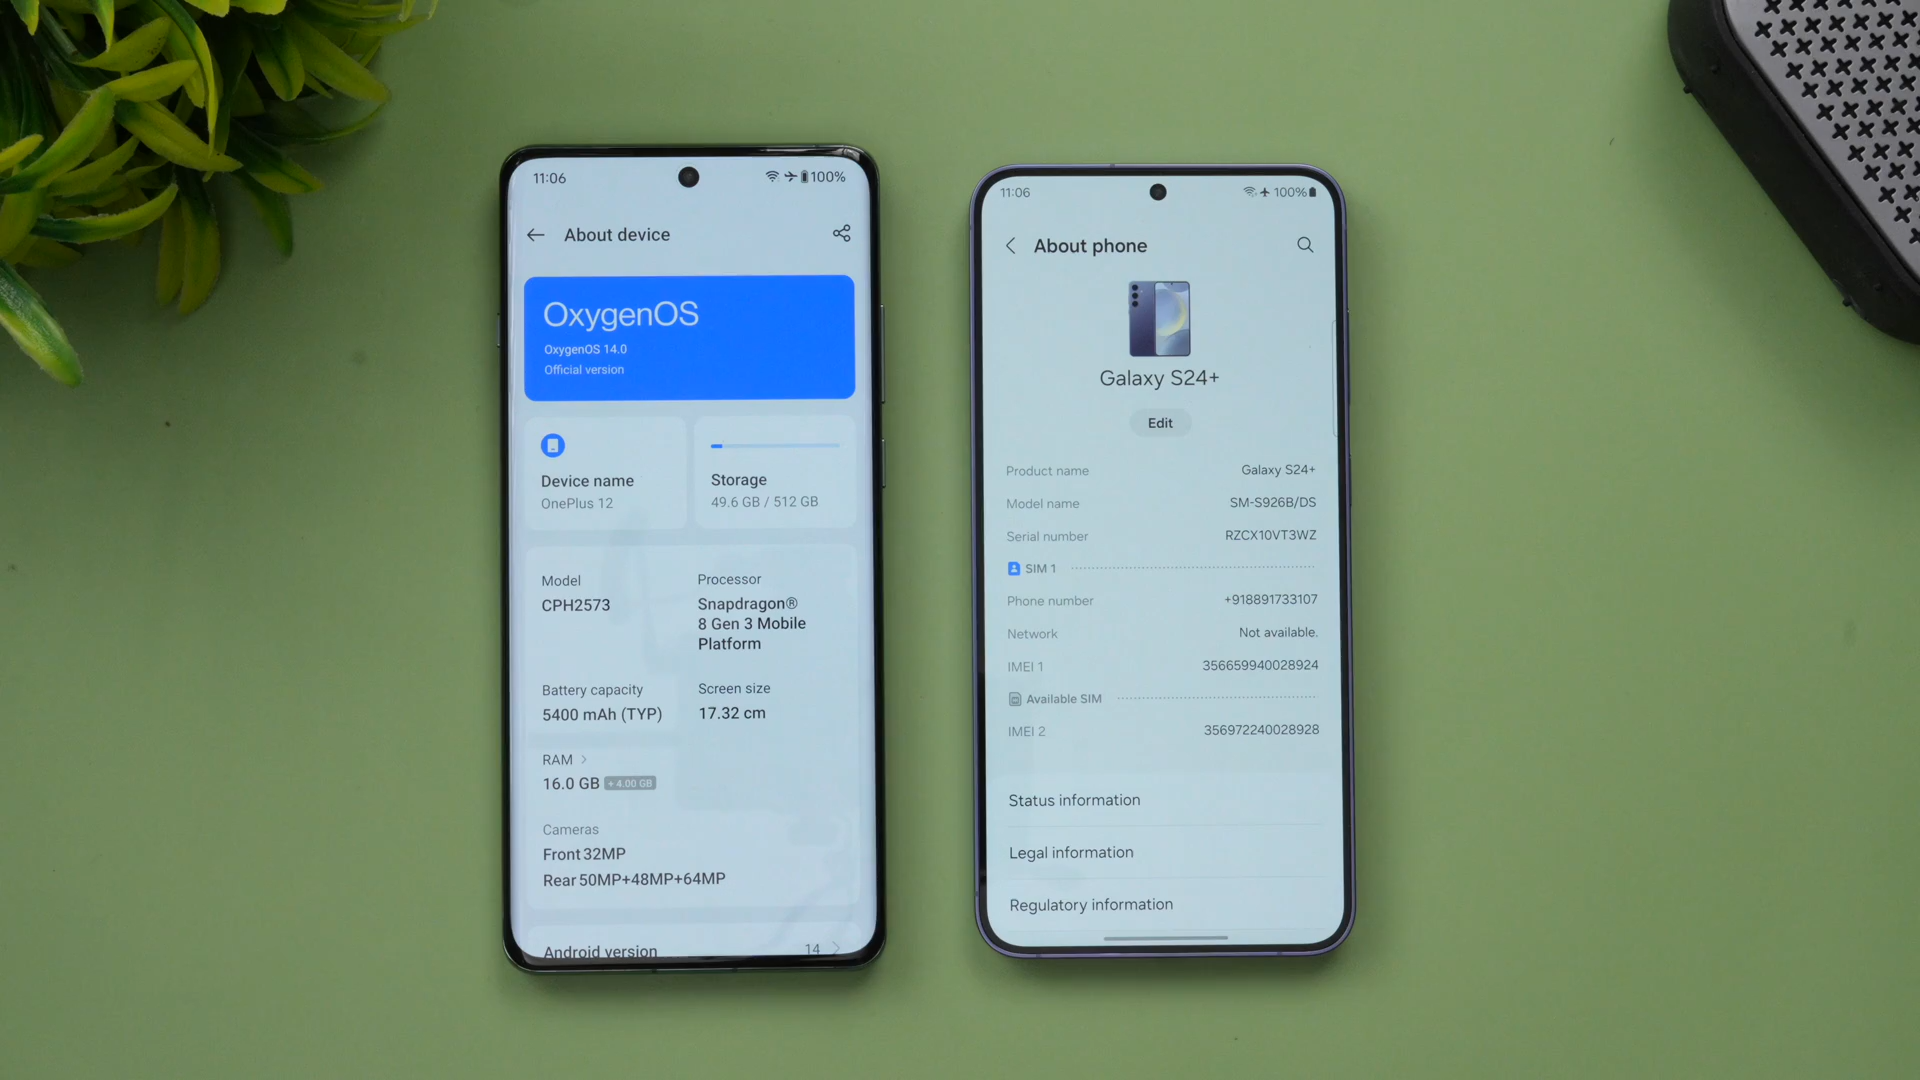 11:06
100%
About device
OxygenOS
OxygenOS 14.0
Official version
Device name
OnePlus 12
Storage
49.6 GB / 512 GB
Model
CPH2573
Processor
Snapdragon®
8 Gen 3 Mobile
Platform
Battery capacity
5400 mAh (TYP)
Screen size
17.32 cm
RAM >
16.0 GB + 4.00 GB
Cameras
Front 32MP
Rear 50MP+48MP+64MP
Android version 14 >
11:06
100%
About phone
Galaxy S24+
Edit
Product name Galaxy S24+
Model name SM-S926B/DS
Serial number RZCX10VT3WZ
SIM 1
Phone number +918891733107
Network Not available.
IMEI 1 356659940028924
Available SIM
IMEI 2 356972240028928
Status information
Legal information
Regulatory information